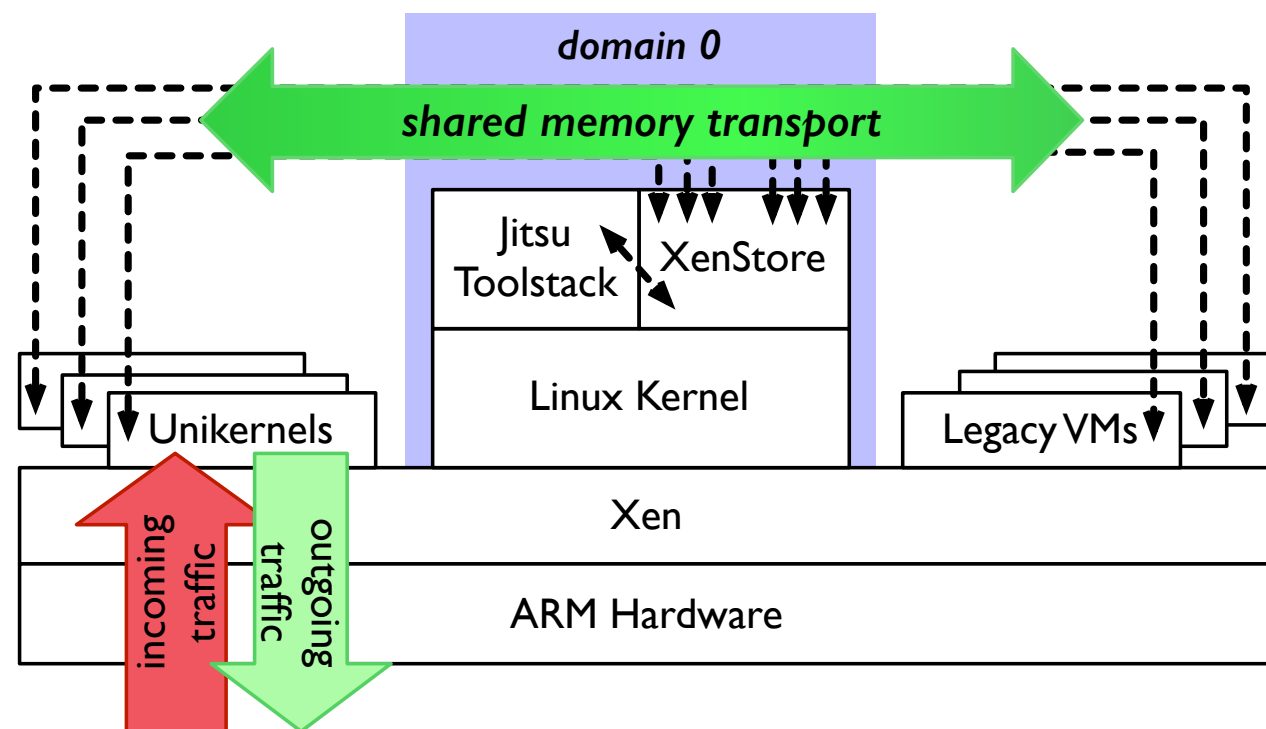 domain 0
shared memory transport
Jitsu
Toolstack
XenStore
Linux Kernel
Unikernels
Legacy VMs
Xen
incoming
traffic
outgoing
traffic
ARM Hardware